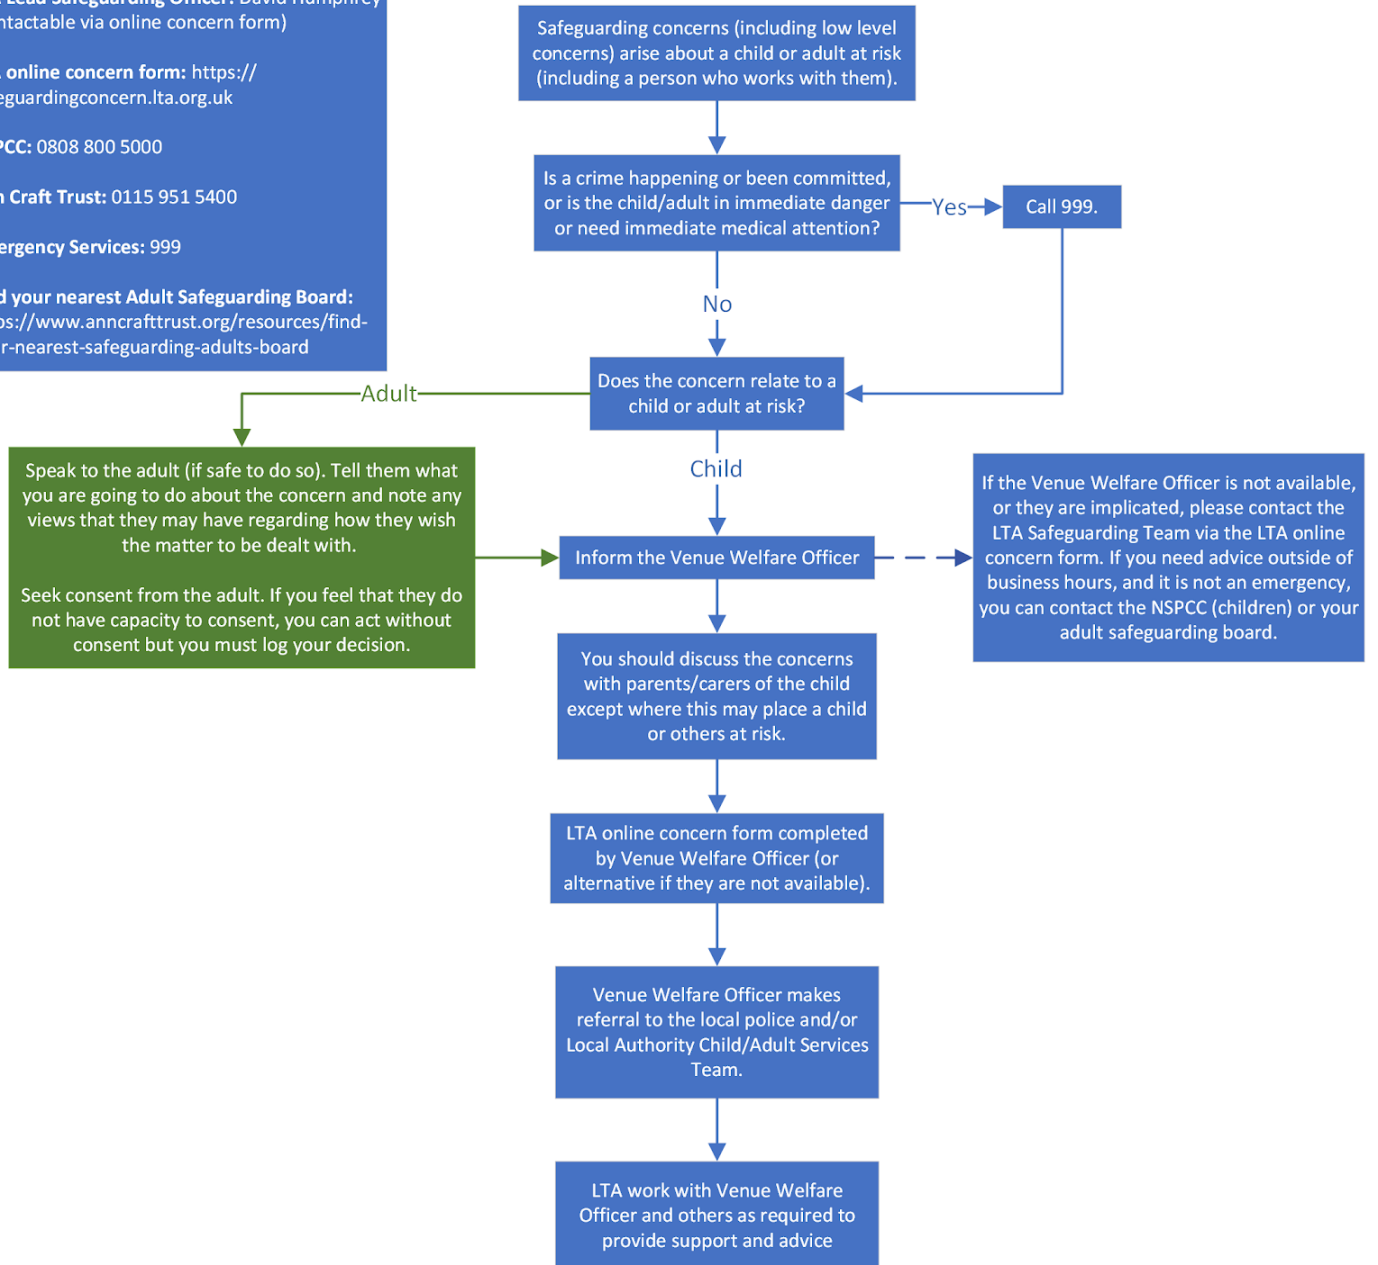 Lead Safeguarding Officer: David Humphrey
contactable via online concern form)
online concern form: https://
eguardingconcern.lta.org.uk
PCC: 0808 800 5000
Craft Trust: 0115 951 5400
ergency Services: 999
d your nearest Adult Safeguarding Board:
ps://www.anncrafttrust.org/resources/find-
r-nearest-safeguarding-adults-board
Safeguarding concerns (including low level
concerns) arise about a child or adult at risk
(including a person who works with them).
Is a crime happening or been committed,
or is the child/adult in immediate danger
or need immediate medical attention?
Yes
Call 999.
No
Does the concern relate to a
child or adult at risk?
Adult
Child
Speak to the adult (if safe to do so). Tell them what
you are going to do about the concern and note any
views that they may have regarding how they wish
the matter to be dealt with.
Seek consent from the adult. If you feel that they do
not have capacity to consent, you can act without
consent but you must log your decision.
Inform the Venue Welfare Officer
If the Venue Welfare Officer is not available,
or they are implicated, please contact the
LTA Safeguarding Team via the LTA online
concern form. If you need advice outside of
business hours, and it is not an emergency,
you can contact the NSPCC (children) or your
adult safeguarding board.
You should discuss the concerns
with parents/carers of the child
except where this may place a child
or others at risk.
LTA online concern form completed
by Venue Welfare Officer (or
alternative if they are not available).
Venue Welfare Officer makes
referral to the local police and/or
Local Authority Child/Adult Services
Team.
LTA work with Venue Welfare
Officer and others as required to
provide support and advice